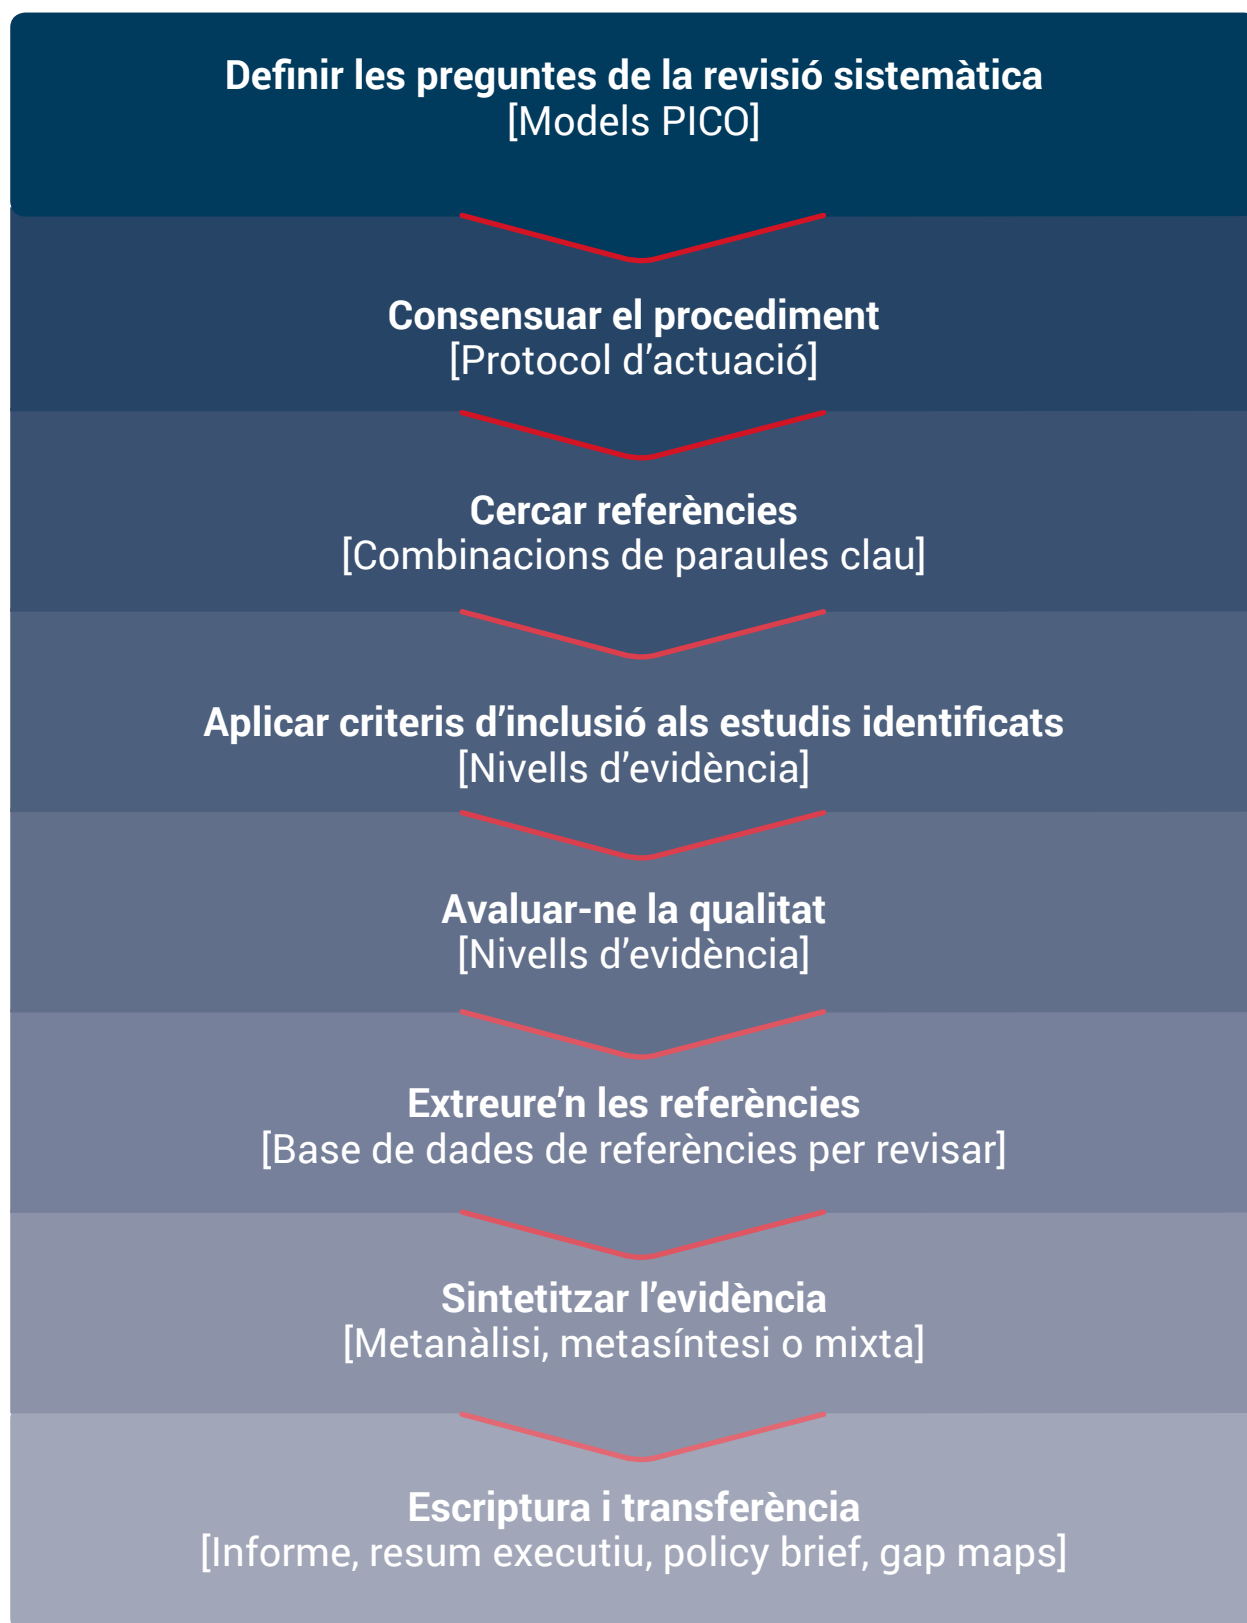 Definir les preguntes de la revisió sistemàtica
[Models PICO]
Consensuar el procediment
[Protocol d’actuació]
Cercar referències
[Combinacions de paraules clau]
Aplicar criteris d’inclusió als estudis identificats
[Nivells d’evidència]
Avaluar-ne la qualitat
[Nivells d’evidència]
Extreure’n les referències
[Base de dades de referències per revisar]
Sintetitzar l’evidència
[Metanàlisi, metasíntesi o mixta]
Escriptura i transferència
[Informe, resum executiu, policy brief, gap maps]